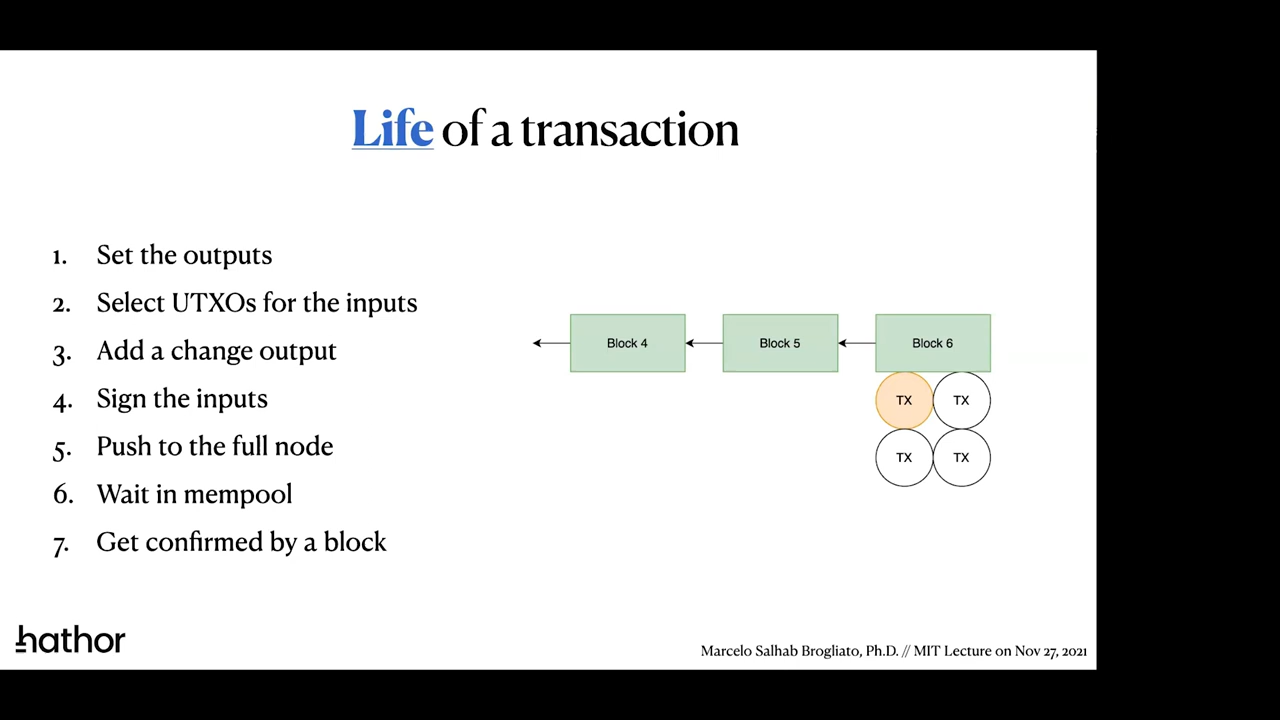 Life of a transaction
1. Set the outputs
2. Select UTXOs for the inputs
3. Add a change output
4. Sign the inputs
5. Push to the full node
6. Wait in mempool
7. Get confirmed by a block
Block 4
Block 5
Block 6
TX
TX
TX
TX
hathor
Marcelo Salhab Brogliato, Ph.D. // MIT Lecture on Nov 27, 2021